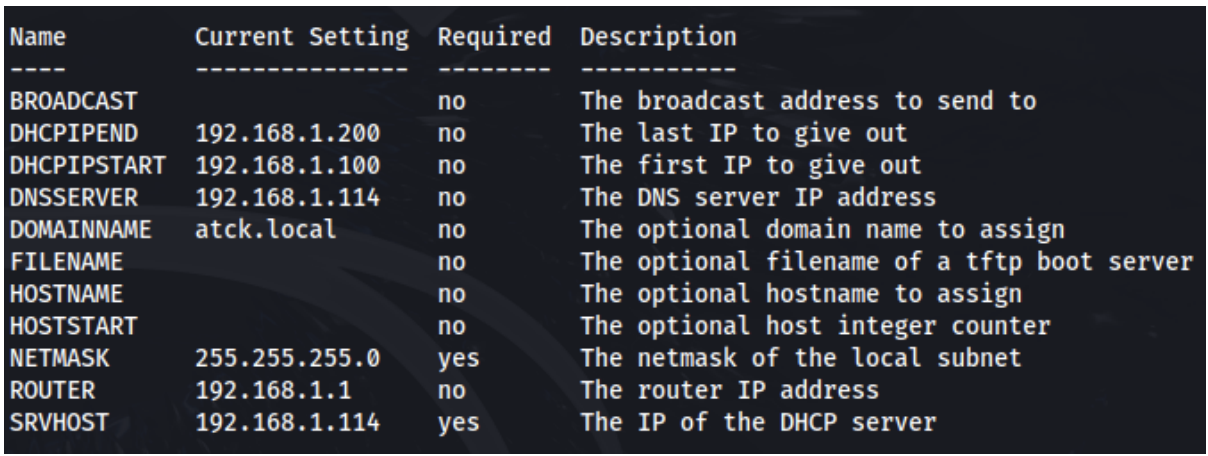 Name         Current Setting  Required  Description
----         ---------------  --------  -----------
BROADCAST                     no        The broadcast address to send to
DHCPIPEND    192.168.1.200    no        The last IP to give out
DHCPIPSTART  192.168.1.100    no        The first IP to give out
DNSSERVER    192.168.1.114    no        The DNS server IP address
DOMAINNAME   atck.local       no        The optional domain name to assign
FILENAME                      no        The optional filename of a tftp boot server
HOSTNAME                      no        The optional hostname to assign
HOSTSTART                     no        The optional host integer counter
NETMASK      255.255.255.0    yes       The netmask of the local subnet
ROUTER       192.168.1.1      no        The router IP address
SRVHOST      192.168.1.114    yes       The IP of the DHCP server